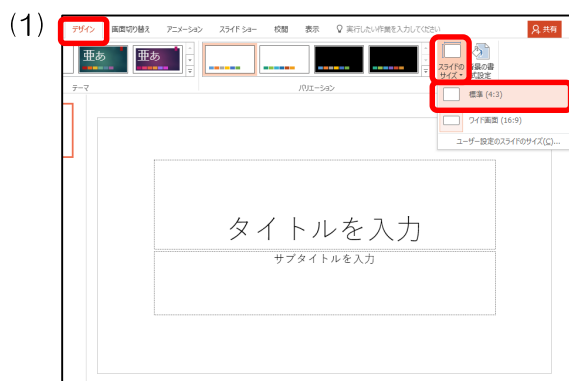 (1)
デザイン 画面切り替え アニメーション スライド ショー 校閲 表示 実行したい作業を入力してください 共有
亜あ 亜あ
スライドの サイズ 背景の書式設定
テーマ バリエーション
標準 (4:3)
ワイド画面 (16:9)
ユーザー設定のスライドのサイズ(C)...
タイトルを入力
サブタイトルを入力